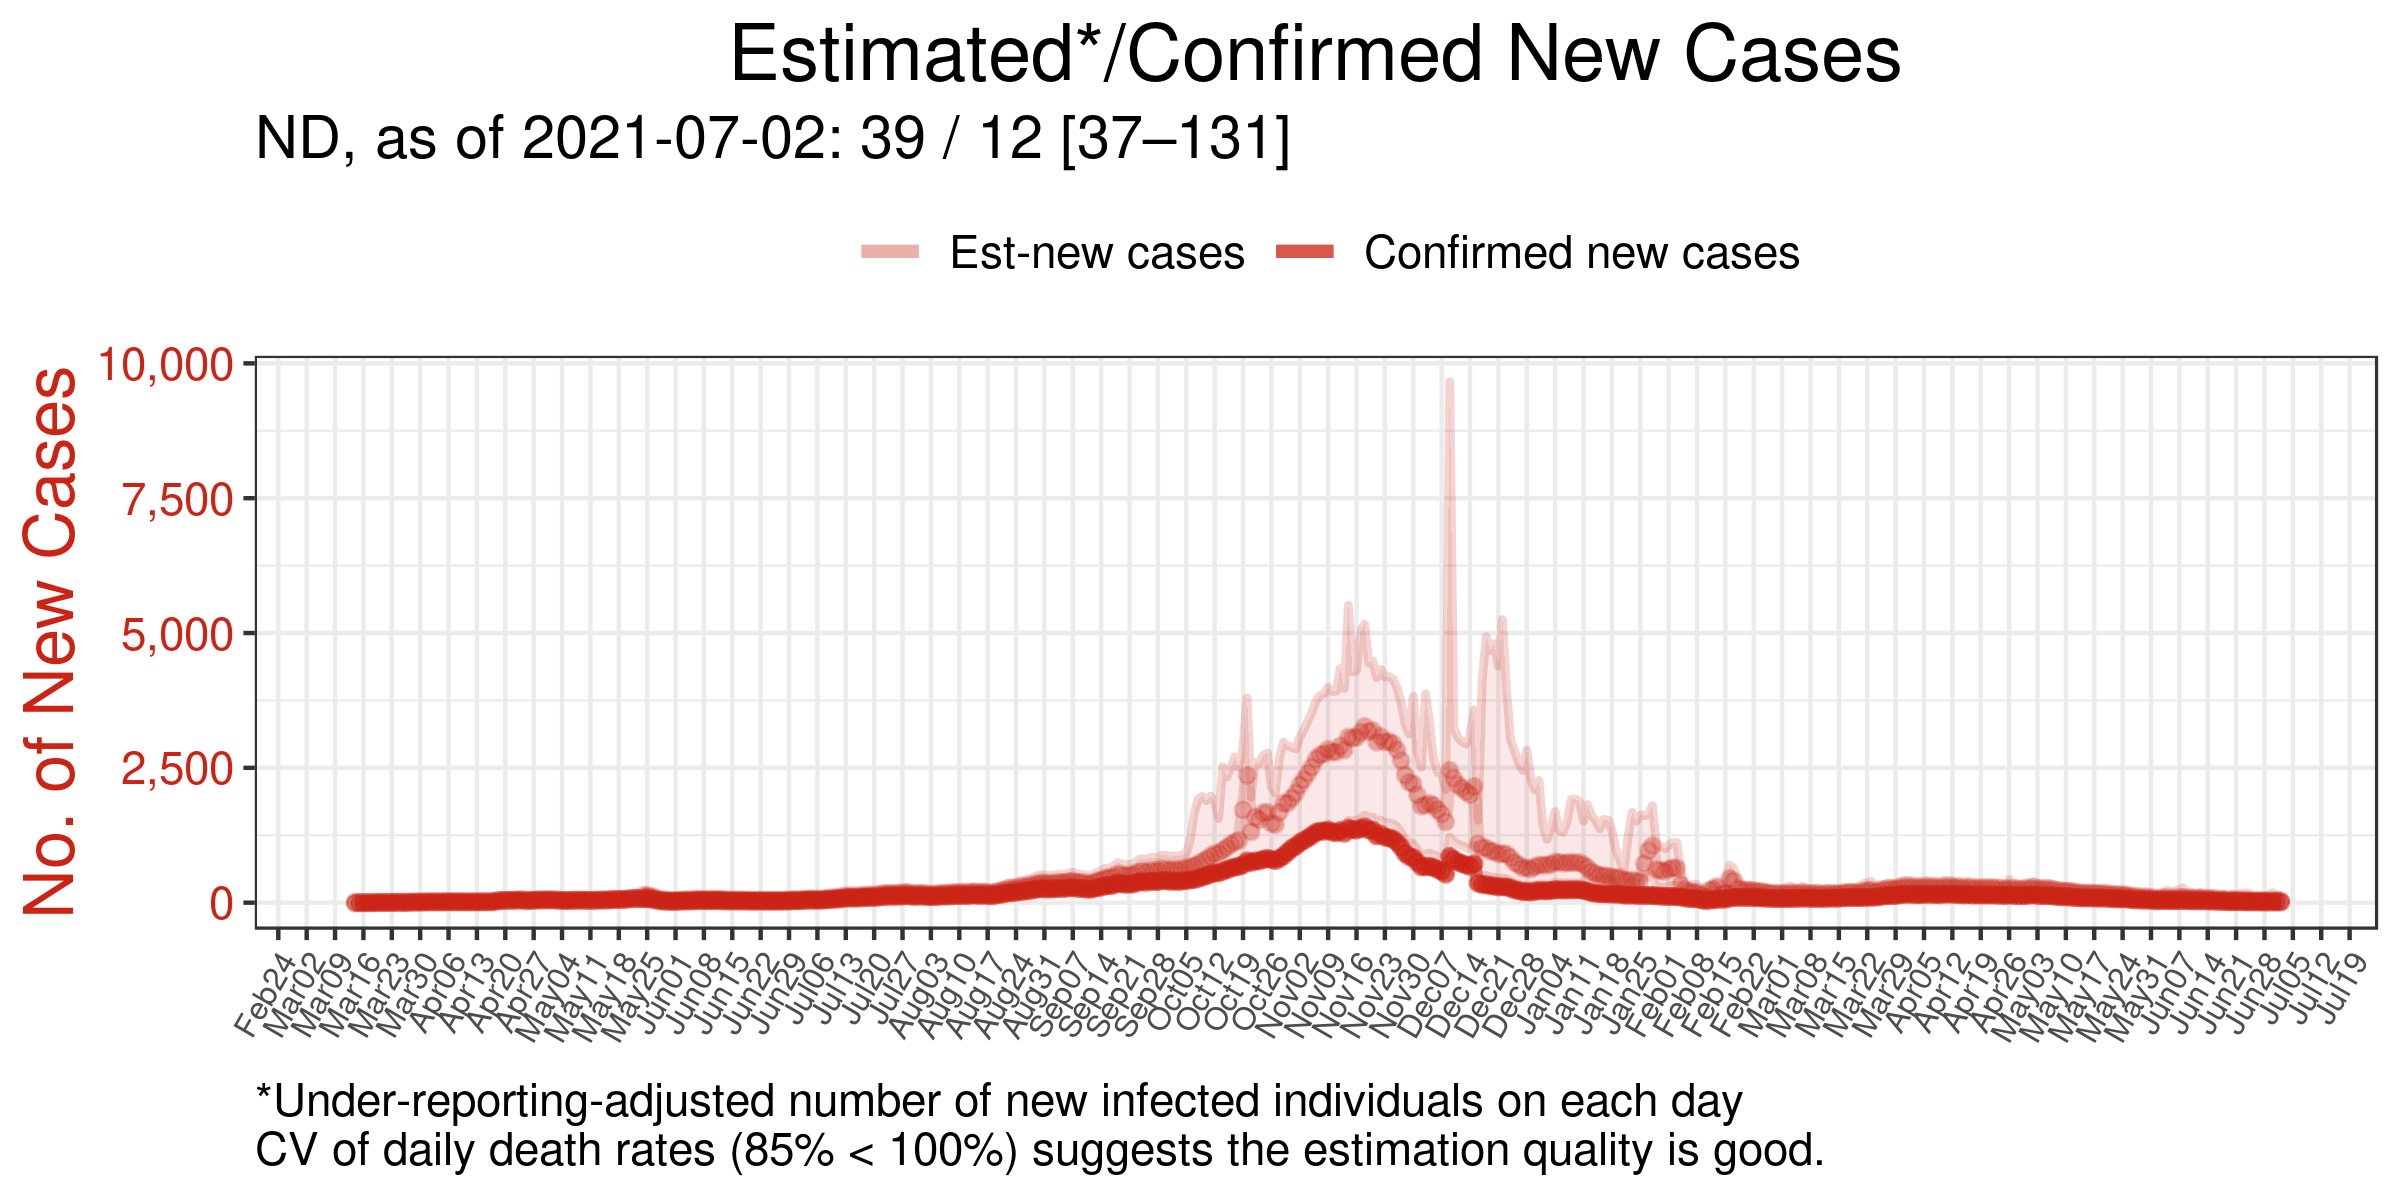 Estimated*/Confirmed New Cases
ND, as of 2021-07-02: 39 / 12 [37–131]
Est-new cases
Confirmed new cases
No. of New Cases
10,000
7,500
5,000
2,500
0
Feb24
Mar02
Mar09
Mar16
Mar23
Mar30
Apr06
Apr13
Apr20
Apr27
May04
May11
May18
May25
Jun01
Jun08
Jun15
Jun22
Jun29
Jul06
Jul13
Jul20
Jul27
Aug03
Aug10
Aug17
Aug24
Aug31
Sep07
Sep14
Sep21
Sep28
Oct05
Oct12
Oct19
Oct26
Nov02
Nov09
Nov16
Nov23
Nov30
Dec07
Dec14
Dec21
Dec28
Jan04
Jan11
Jan18
Jan25
Feb01
Feb08
Feb15
Feb22
Mar01
Mar08
Mar15
Mar22
Mar29
Apr05
Apr12
Apr19
Apr26
May03
May10
May17
May24
May31
Jun07
Jun14
Jun21
Jun28
Jul05
Jul12
Jul19
*Under-reporting-adjusted number of new infected individuals on each day
CV of daily death rates (85% < 100%) suggests the estimation quality is good.